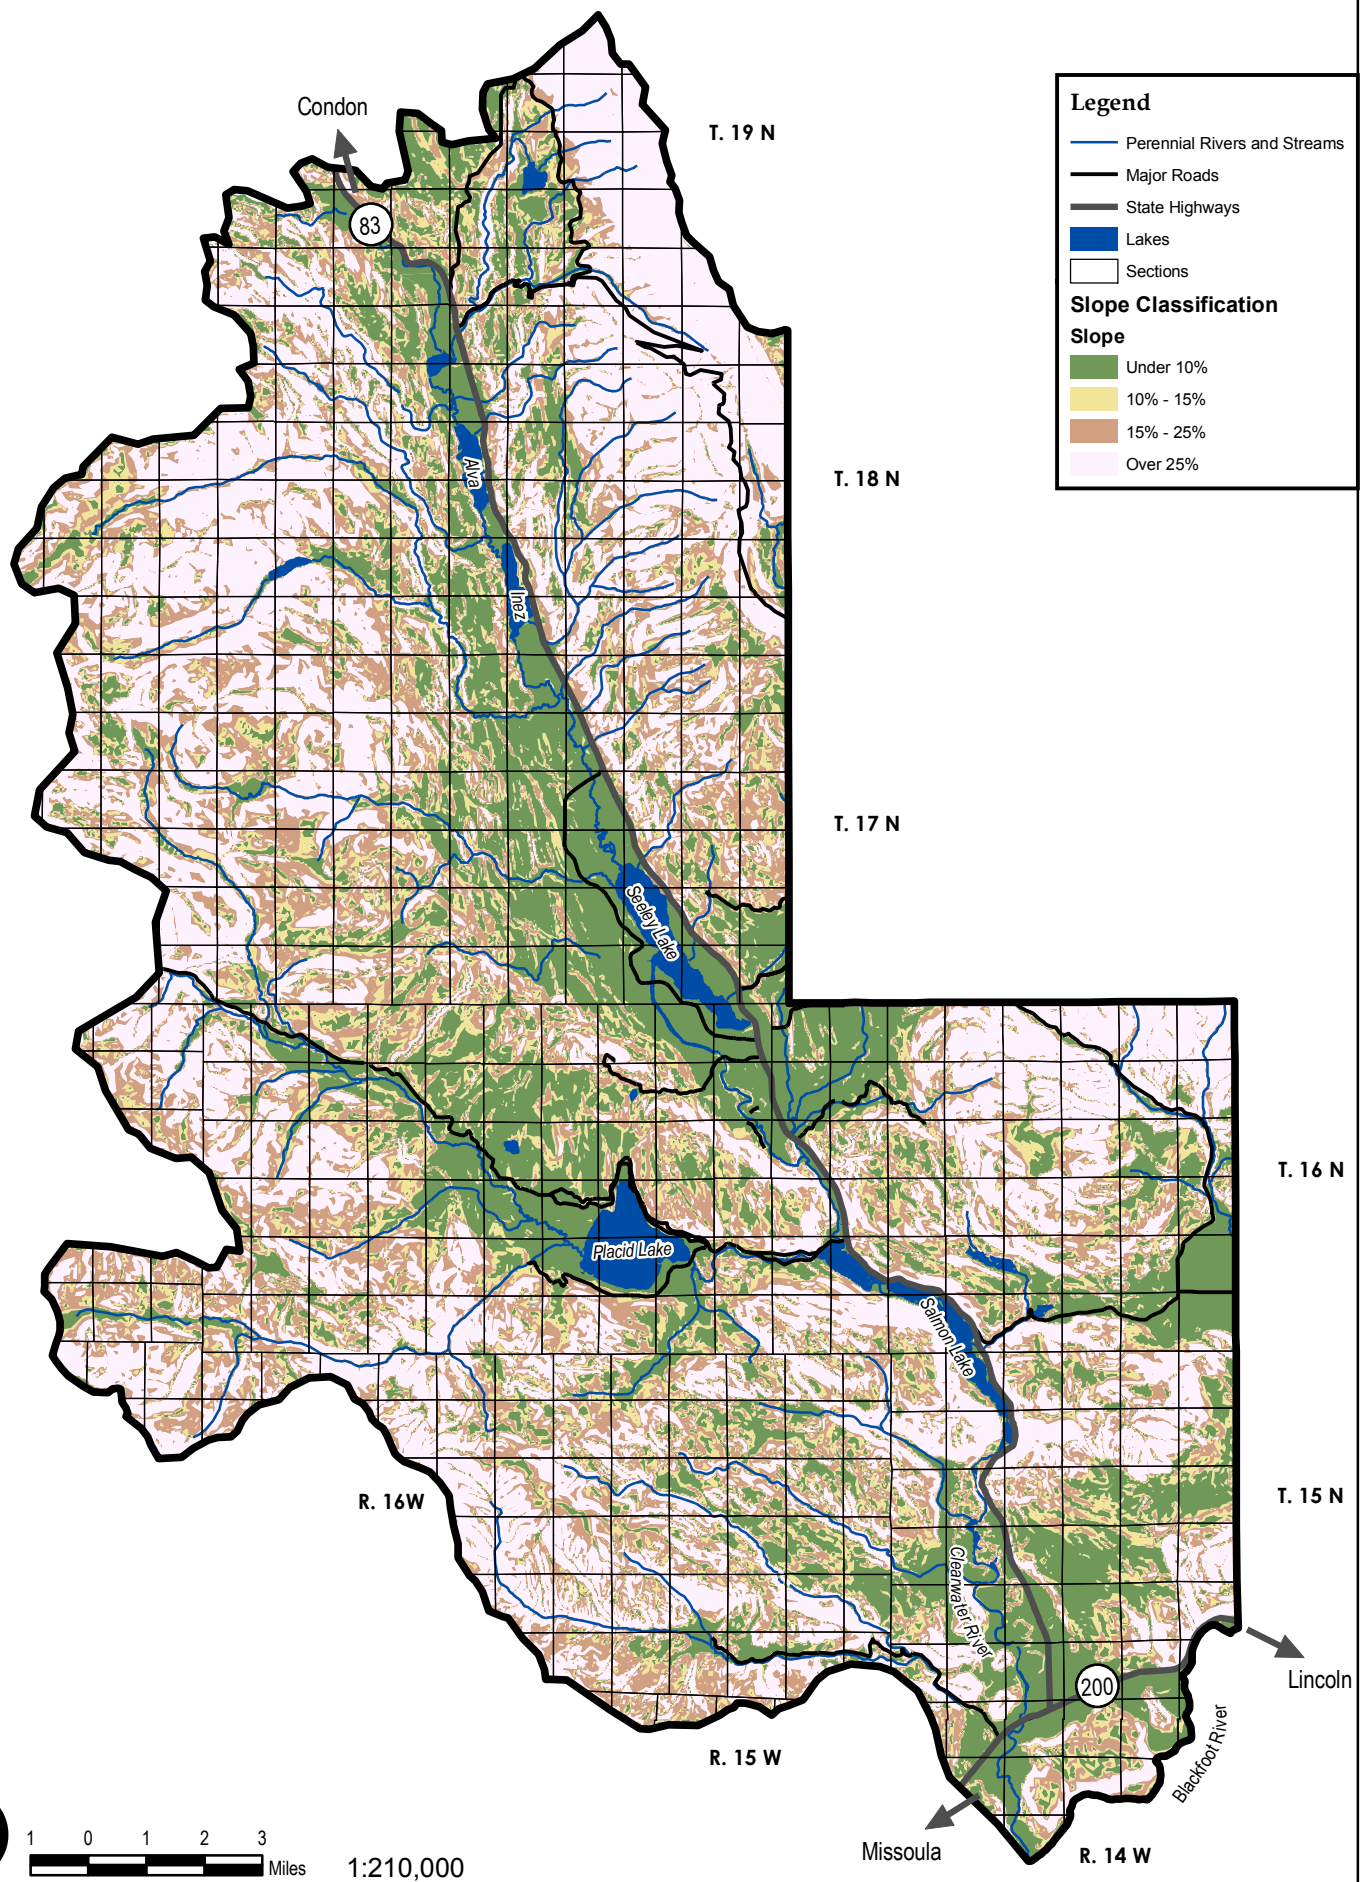 Condon
83
T. 19 N
Legend
Perennial Rivers and Streams
Major Roads
State Highways
Lakes
Sections
Slope Classification
Slope
Under 10%
10% - 15%
15% - 25%
Over 25%
Alva
T. 18 N
Inez
T. 17 N
Seeley Lake
T. 16 N
Placid Lake
Salmon Lake
R. 16W
T. 15 N
Clearwater River
Lincoln
200
Blackfoot River
R. 15 W
Missoula
R. 14 W
1 0 1 2 3
Miles
1:210,000